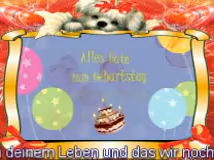 Alles Gute
zum Geburtstag
deinem Leben und das wir noch